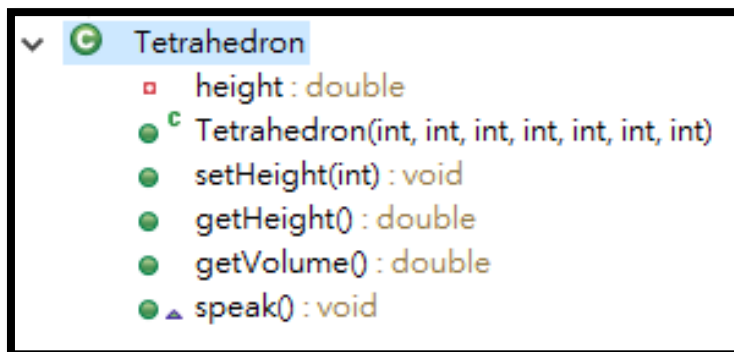 Tetrahedron
height : double
Tetrahedron(int, int, int, int, int, int, int)
setHeight(int) : void
getHeight() : double
getVolume() : double
speak() : void